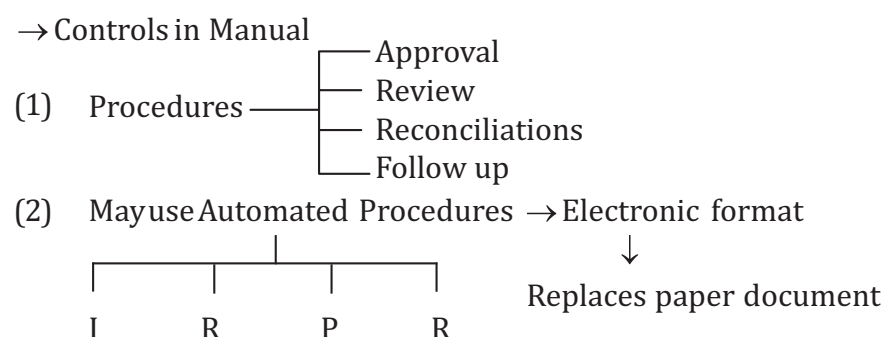 → Controls in Manual
Approval
(1) Procedures
Review
Reconciliations
Follow up
(2) May use Automated Procedures → Electronic format
↓
Replaces paper document
I R P R